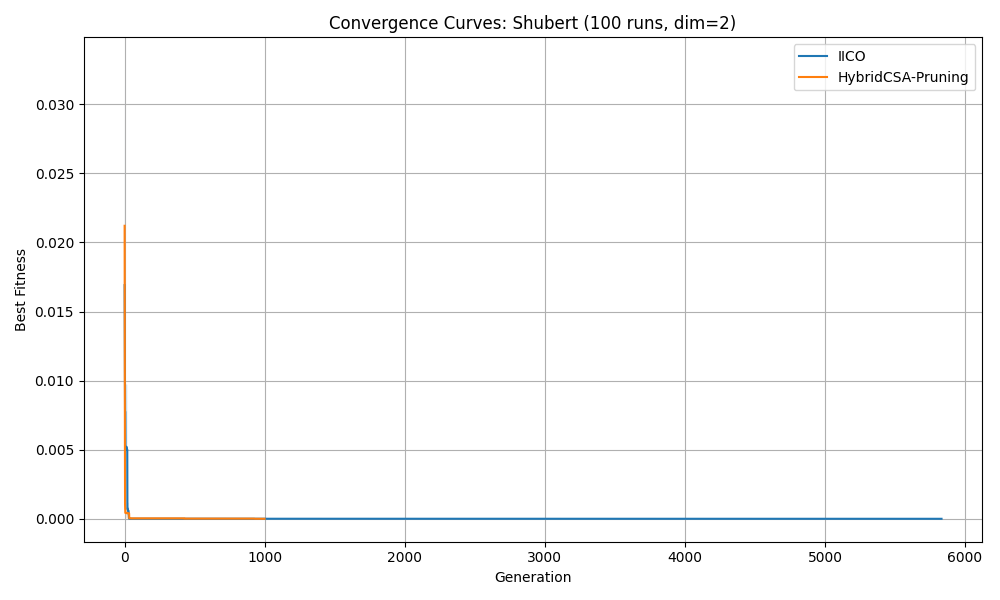 Convergence Curves: Shubert (100 runs, dim=2)
IICO
HybridCSA-Pruning
Best Fitness
0.030
0.025
0.020
0.015
0.010
0.005
0.000
0 1000 2000 3000 4000 5000 6000
Generation